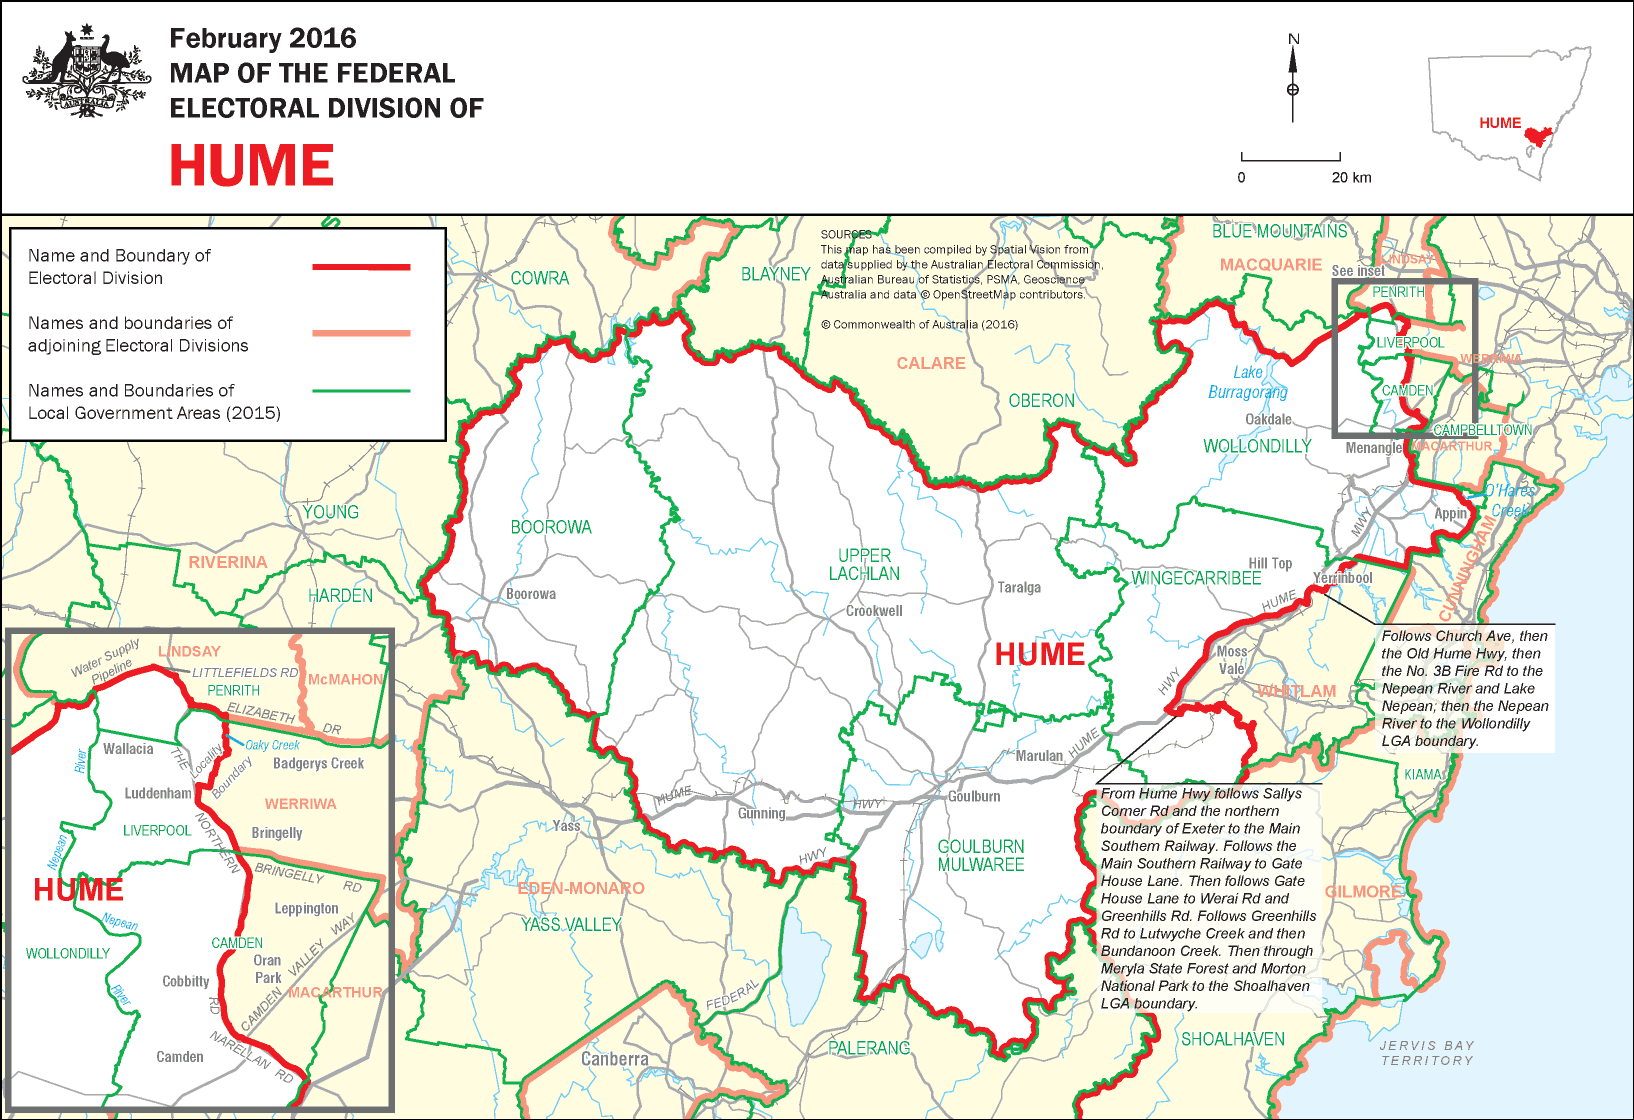 February 2016
MAP OF THE FEDERAL
ELECTORAL DIVISION OF
HUME
AUSTRALIA
N
0 20 km
HUME
Name and Boundary of
Electoral Division
Names and boundaries of
adjoining Electoral Divisions
Names and Boundaries of
Local Government Areas (2015)
SOURCES
This map has been compiled by Spatial Vision from
data supplied by the Australian Electoral Commission,
Australian Bureau of Statistics, PSMA, Geoscience
Australia and data © OpenStreetMap contributors.
© Commonwealth of Australia (2016)
COWRA
BLAYNEY
BLUE MOUNTAINS
MACQUARIE
LINDSAY
See inset
PENRITH
LIVERPOOL
WERRIWA
CALARE
Lake
Burragorang
CAMDEN
OBERON
Oakdale
CAMPBELLTOWN
WOLLONDILLY
Menangle
MACARTHUR
O'Hares
Creek
Appin
MWY
YOUNG
BOOROWA
RIVERINA
UPPER
LACHLAN
CUNNINGHAM
Hill Top
WINGECARRIBEE
Yerrinbool
HARDEN
Boorowa
Taralga
Crookwell
HUME
HUME
Moss
Vale
HWY
WHITLAM
Follows Church Ave, then
the Old Hume Hwy, then
the No. 3B Fire Rd to the
Nepean River and Lake
Nepean; then the Nepean
River to the Wollondilly
LGA boundary.
Marulan
HUME
KIAMA
HUME
HWY
Goulburn
Gunning
Yass
HWY
GOULBURN
MULWAREE
From Hume Hwy follows Sallys
Corner Rd and the northern
boundary of Exeter to the Main
Southern Railway. Follows the
Main Southern Railway to Gate
House Lane. Then follows Gate
House Lane to Werai Rd and
Greenhills Rd. Follows Greenhills
Rd to Lutwyche Creek and then
Bundanoon Creek. Then through
Meryla State Forest and Morton
National Park to the Shoalhaven
LGA boundary.
GILMORE
EDEN-MONARO
YASS VALLEY
FEDERAL
Canberra
PALERANG
SHOALHAVEN
JERVIS BAY
TERRITORY
Water Supply
Pipeline
LINDSAY
LITTLEFIELDS RD
PENRITH
McMAHON
ELIZABETH
DR
Oaky Creek
Wallacia
River
THE
Locality
Boundary
Badgerys Creek
Luddenham
WERRIWA
NORTHERN
LIVERPOOL
Bringelly
Nepean
BRINGELLY
RD
HUME
Leppington
Nepean
CAMDEN
WOLLONDILLY
Oran
Park
CAMDEN VALLEY WAY
Cobbitty
River
RD
MACARTHUR
NARELLAN RD
Camden